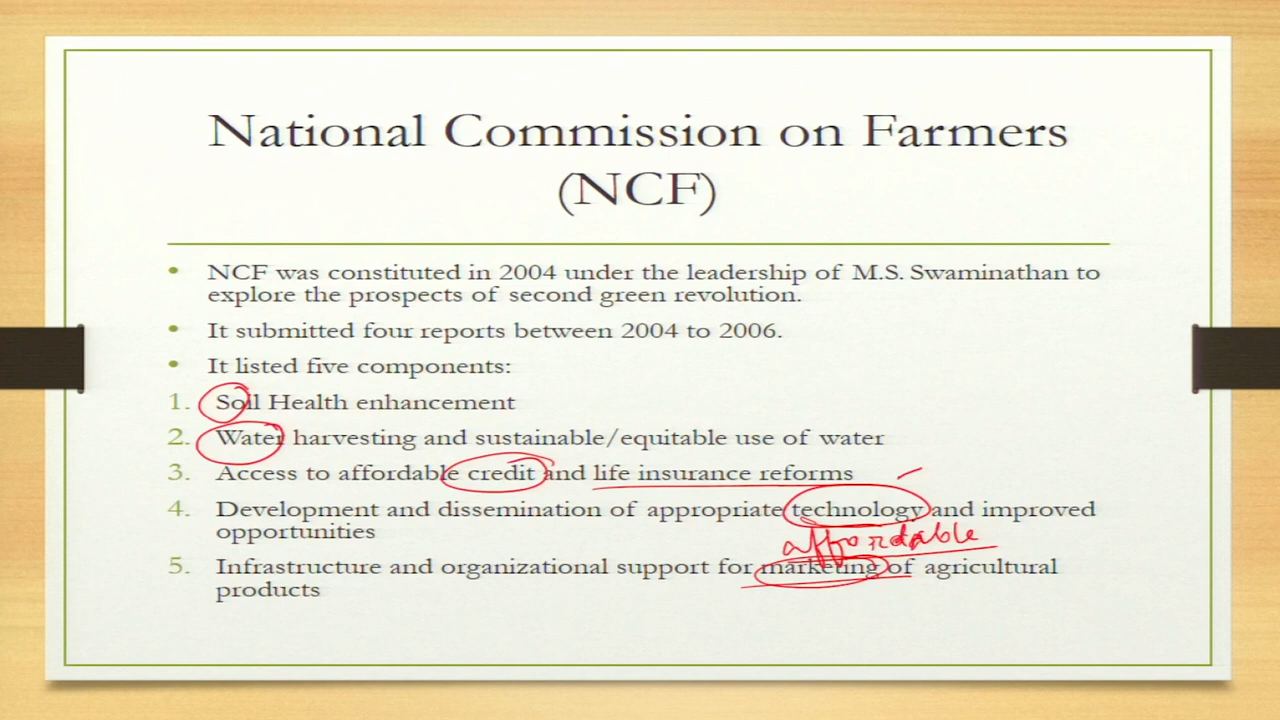 National Commission on Farmers
(NCF)
• NCF was constituted in 2004 under the leadership of M.S. Swaminathan to
explore the prospects of second green revolution.
• It submitted four reports between 2004 to 2006.
• It listed five components:
1. Soil Health enhancement
2. Water harvesting and sustainable/equitable use of water
3. Access to affordable credit and life insurance reforms
4. Development and dissemination of appropriate technology and improved
opportunities
affordable
5. Infrastructure and organizational support for marketing of agricultural
products